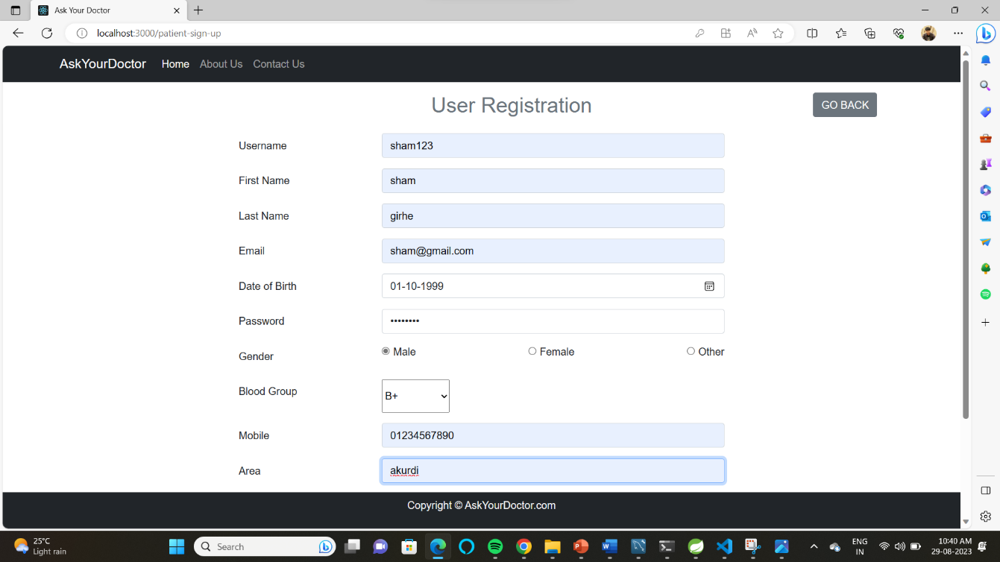 Ask Your Doctor
localhost:3000/patient-sign-up
AskYourDoctor Home About Us Contact Us
User Registration GO BACK
Username sham123
First Name sham
Last Name girhe
Email sham@gmail.com
Date of Birth 01-10-1999
Password ••••••••
Gender Male Female Other
Blood Group B+
Mobile 01234567890
Area akurdi
Copyright © AskYourDoctor.com
25°C
Light rain
Search
ENG
IN
10:40 AM
29-08-2023